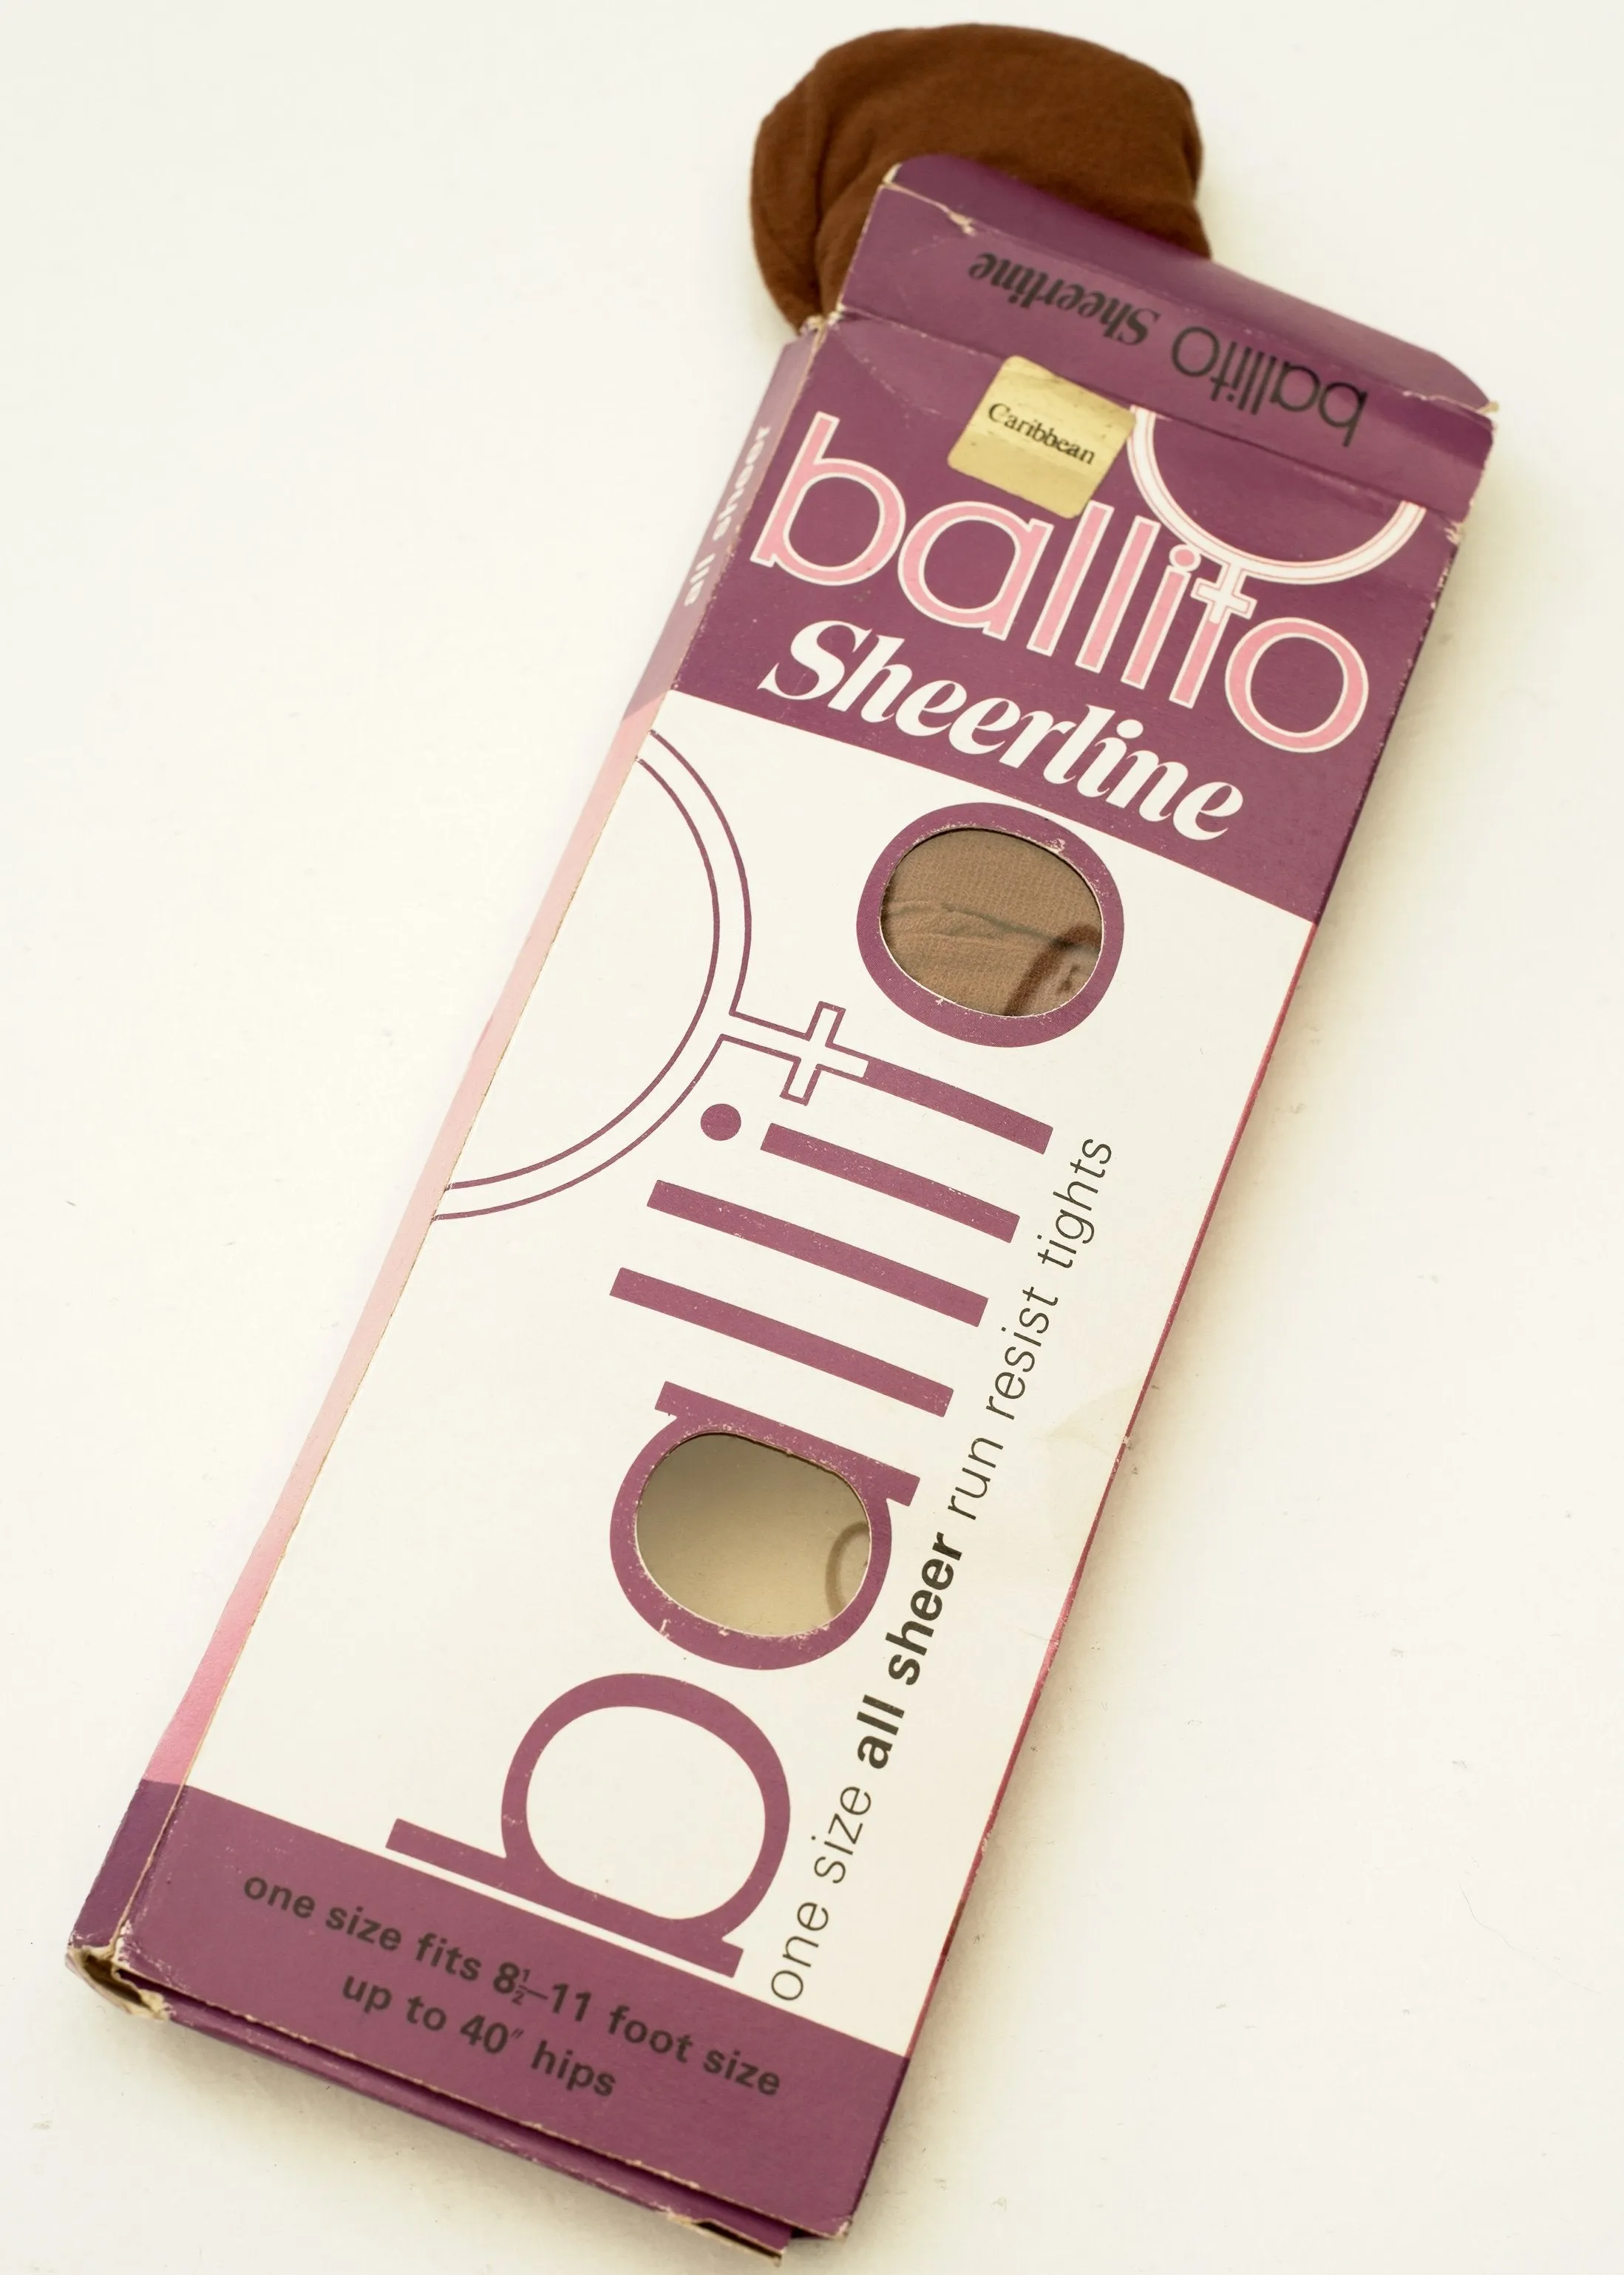 ballito Sheerline
Caribbean
ballito
Sheerline
all sheer
ballito
one size all sheer run resist tights
one size fits 8½–11 foot size
up to 40″ hips